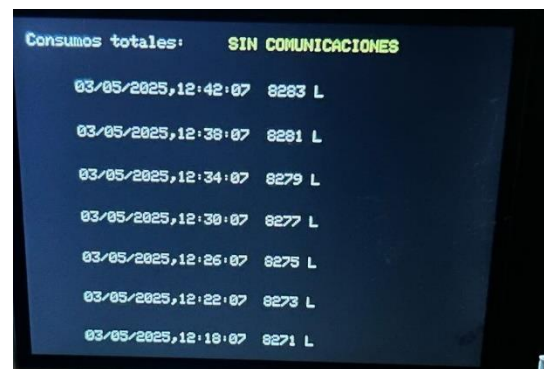 Consumos totales: SIN COMUNICACIONES
03/05/2025,12:42:07 8283 L
03/05/2025,12:38:07 8281 L
03/05/2025,12:34:07 8279 L
03/05/2025,12:30:07 8277 L
03/05/2025,12:26:07 8275 L
03/05/2025,12:22:07 8273 L
03/05/2025,12:18:07 8271 L